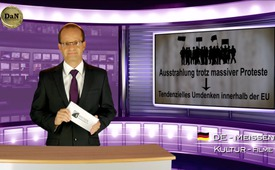 DaN
Ausstrahlung trotz massiver Proteste
Tendenzielles Umdenken innerhalb der EU
DE - MEISSEN
KULTUR - FILME